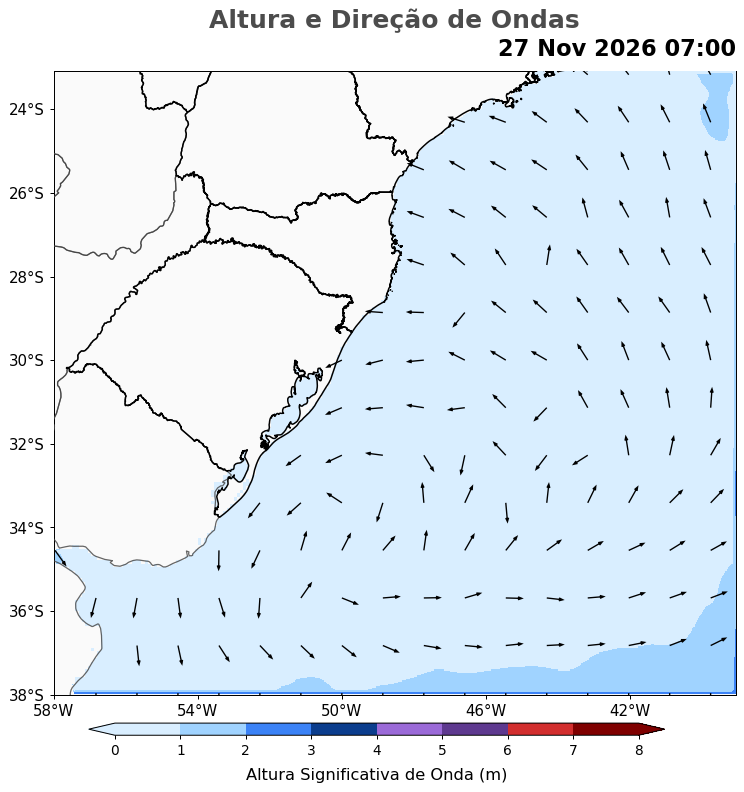 Altura e Direção de Ondas
27 Nov 2026 07:00
24°S
26°S
28°S
30°S
32°S
34°S
36°S
38°S
58°W 54°W 50°W 46°W 42°W
0 1 2 3 4 5 6 7 8
Altura Significativa de Onda (m)